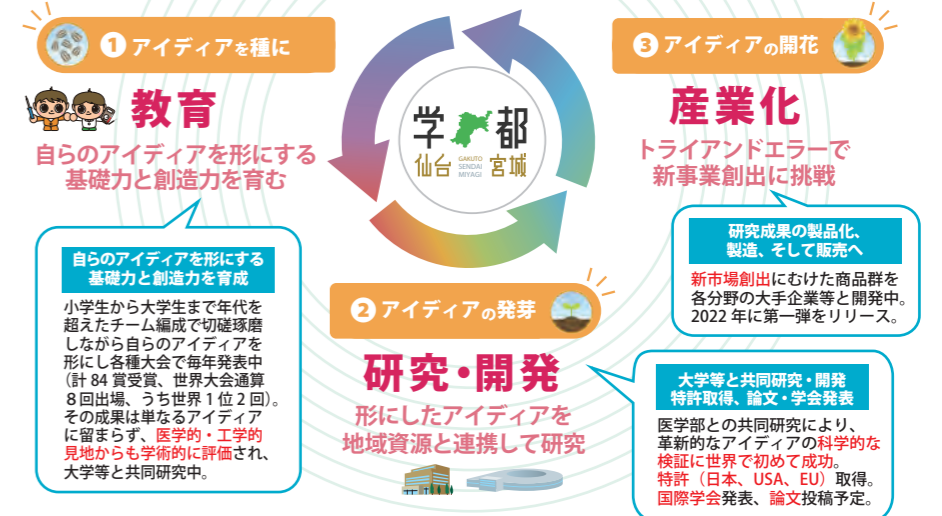 ❶ アイディアを種に
教育
自らのアイディアを形にする
基礎力と創造力を育む
自らのアイディアを形にする
基礎力と創造力を育成
小学生から大学生まで年代を
超えたチーム編成で切磋琢磨
しながら自らのアイディアを
形にし各種大会で毎年発表中
(計 84 賞受賞、世界大会通算
8回出場、うち世界1位2回)。
その成果は単なるアイディア
に留まらず、医学的・工学的
見地からも学術的に評価され、
大学等と共同研究中。
学都
仙台 宮城
GAKUTO
SENDAI
MIYAGI
❷ アイディアの発芽
研究・開発
形にしたアイディアを
地域資源と連携して研究
大学等と共同研究・開発
特許取得、論文・学会発表
医学部との共同研究により、
革新的なアイディアの科学的な
検証に世界で初めて成功。
特許(日本、USA、EU)取得。
国際学会発表、論文投稿予定。
❸ アイディアの開花
産業化
トライアンドエラーで
新事業創出に挑戦
研究成果の製品化、
製造、そして販売へ
新市場創出にむけた商品群を
各分野の大手企業等と開発中。
2022 年に第一弾をリリース。